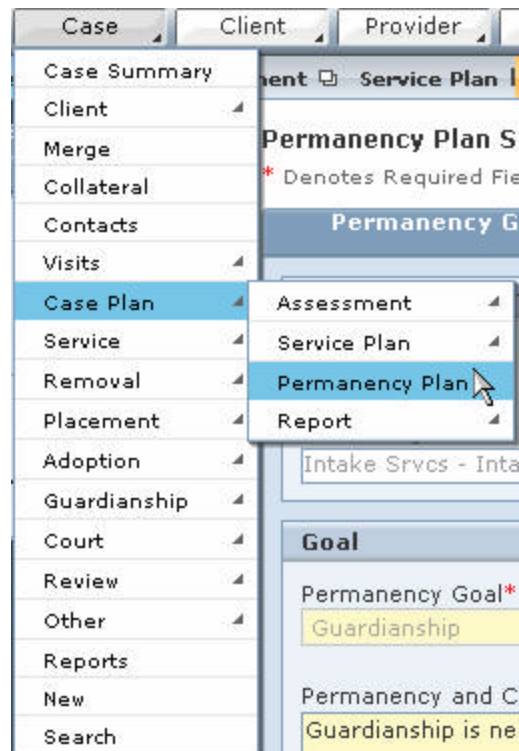 Case Client Provider
Case Summary
Client
Merge
Collateral
Contacts
Visits
Case Plan
Service
Removal
Placement
Adoption
Guardianship
Court
Review
Other
Reports
New
Search
Assessment
Service Plan
Permanency Plan
Report
ment Service Plan
Permanency Plan S
* Denotes Required Fie
Permanency G
Intake Srvcs - Inta
Goal
Permanency Goal*
Guardianship
Permanency and C
Guardianship is ne